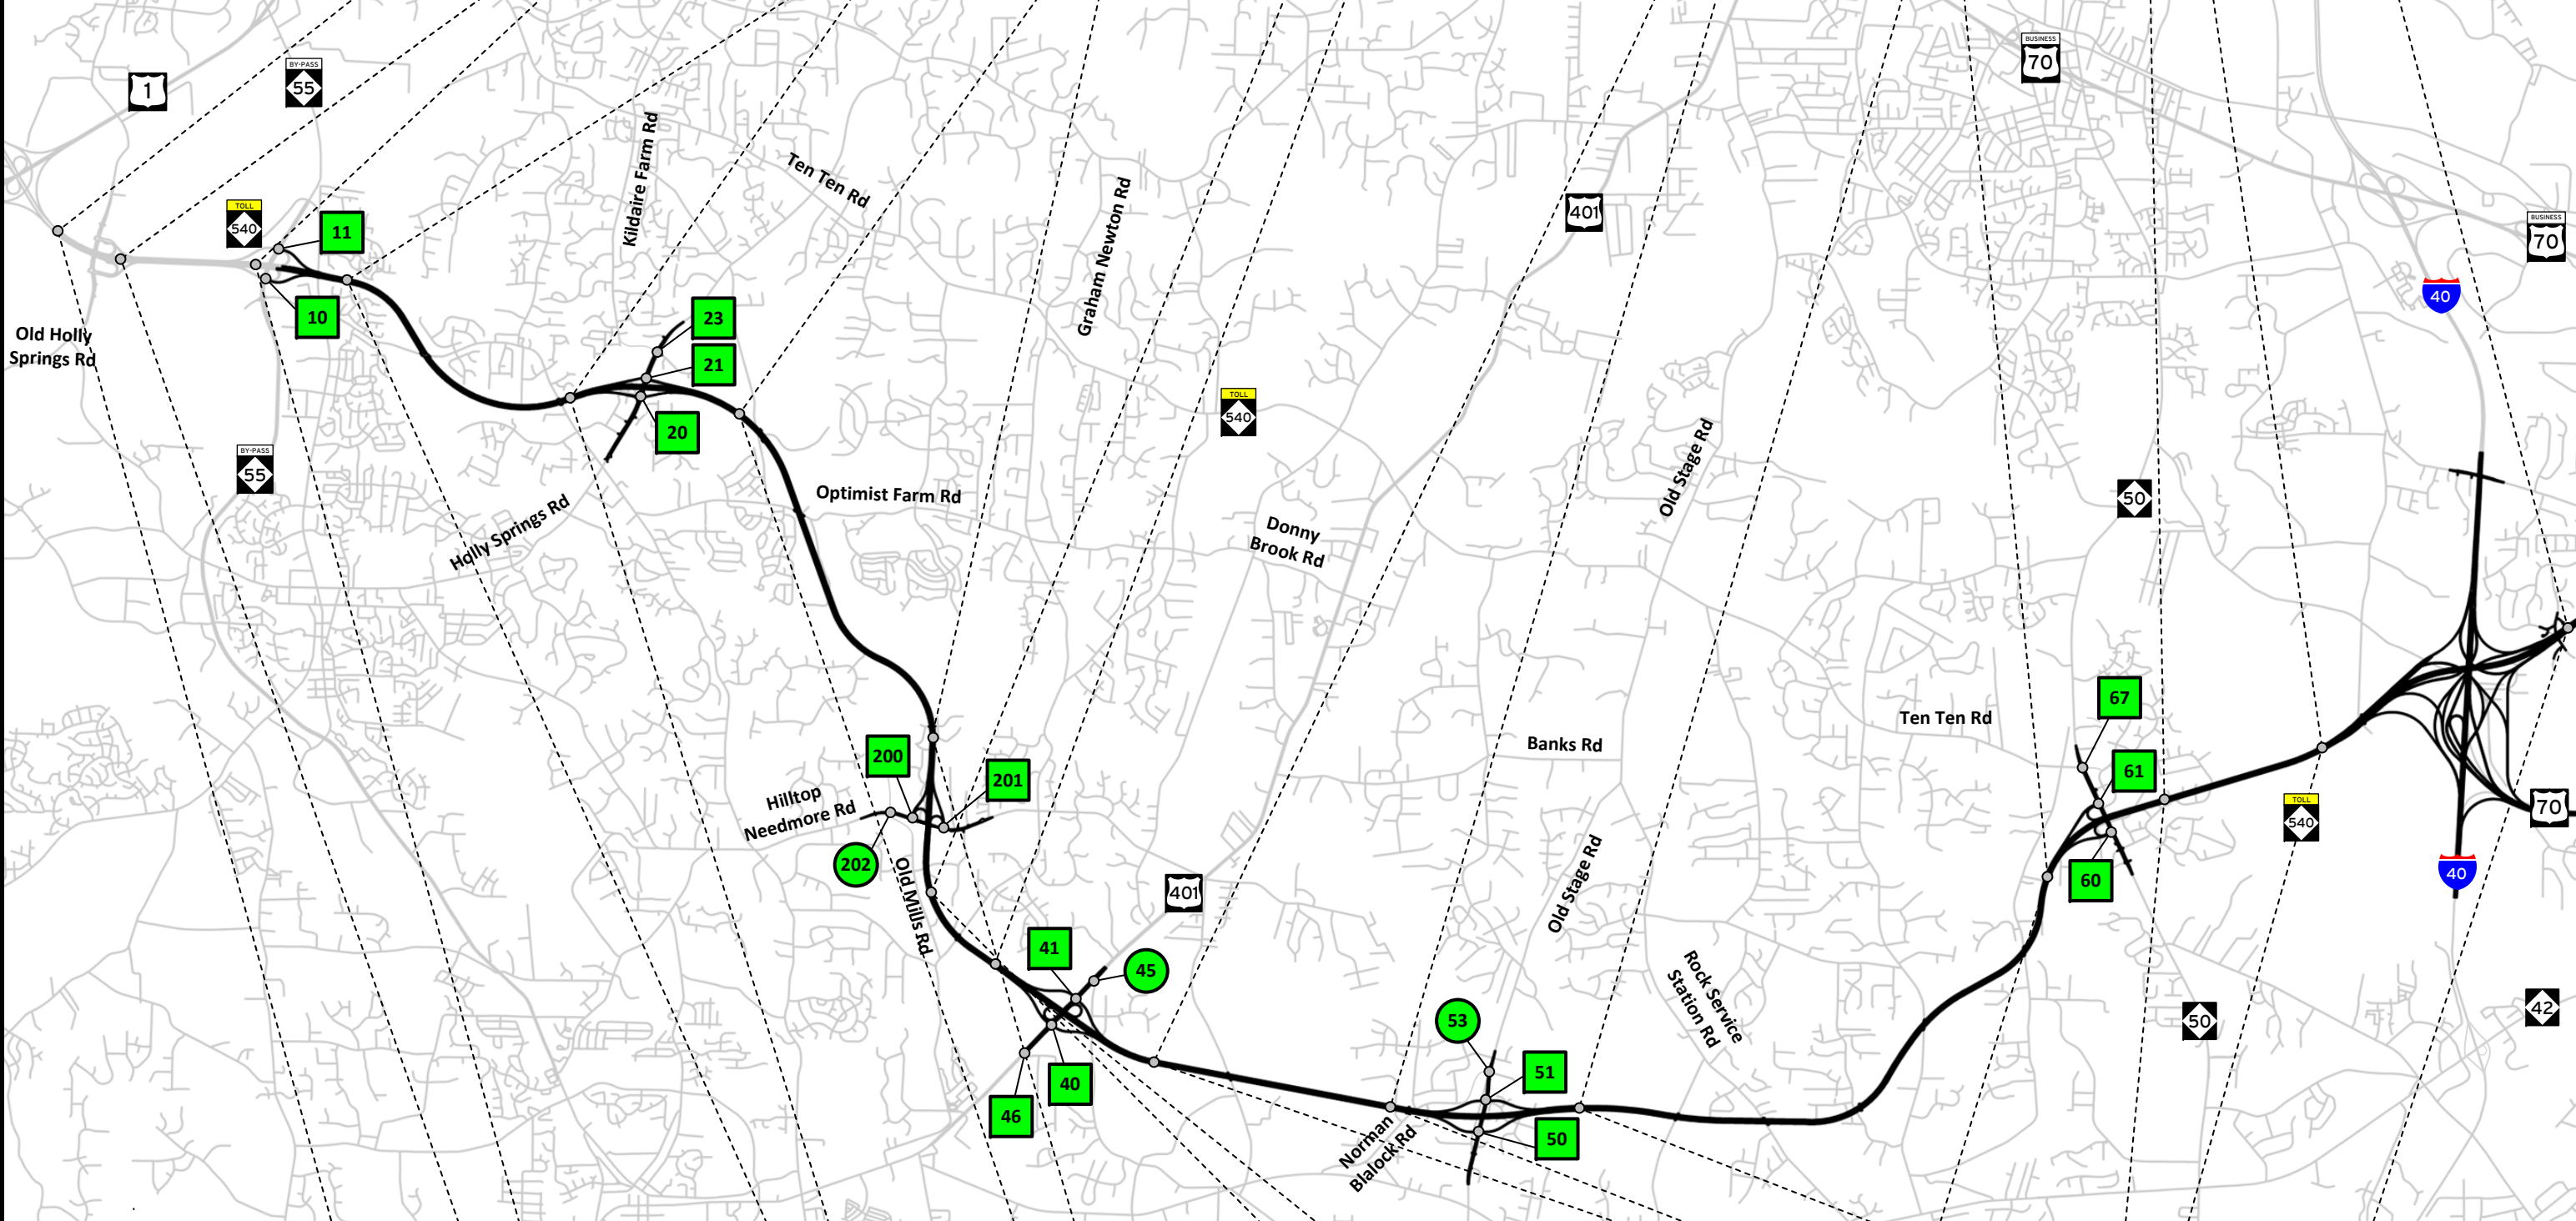 BUSINESS
70
BY-PASS
55
1
Kildaire Farm Rd
Ten Ten Rd
Graham Newton Rd
TOLL
540
11
401
BUSINESS
70
40
10
23
Old Holly
Springs Rd
21
TOLL
540
20
BY-PASS
55
Optimist Farm Rd
Old Stage Rd
50
Holly Springs Rd
Donny
Brook Rd
67
Ten Ten Rd
Banks Rd
200
201
61
Hilltop
Needmore Rd
TOLL
540
70
202
Old Mills Rd
401
Old Stage Rd
60
40
41
45
Rock Service
Station Rd
53
50
42
51
40
46
50
Norman
Blalock Rd